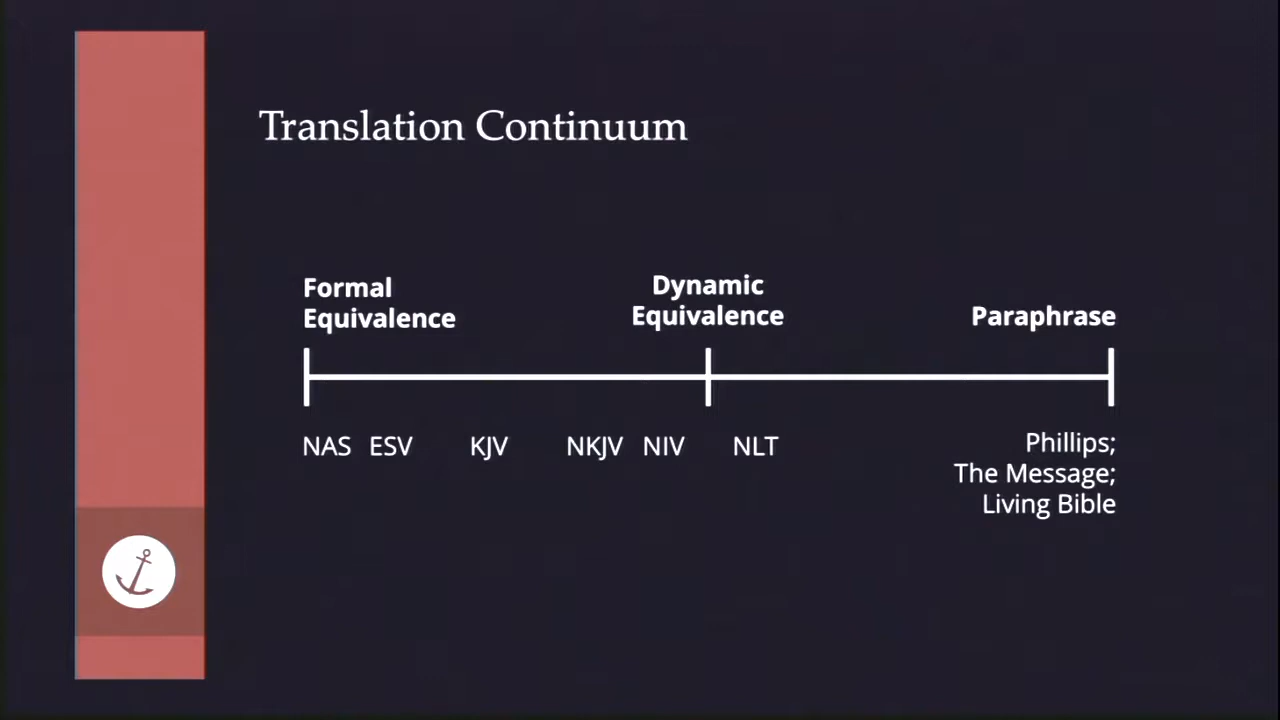 Translation Continuum
Formal
Equivalence
Dynamic
Equivalence
Paraphrase
NAS ESV KJV NKJV NIV NLT
Phillips;
The Message;
Living Bible